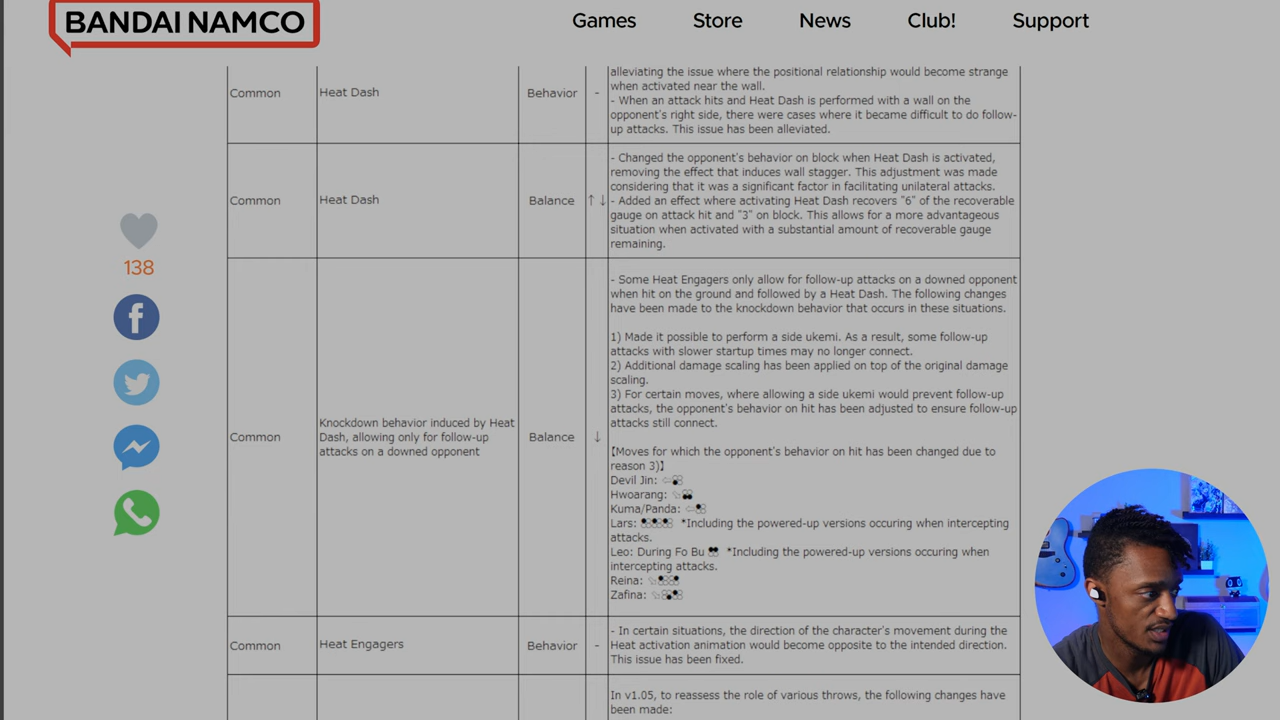 BANDAI NAMCO
Games Store News Club! Support
138
alleviating the issue where the positional relationship would become strange
when activated near the wall.
Common Heat Dash Behavior -
- When an attack hits and Heat Dash is performed with a wall on the
opponent's right side, there were cases where it became difficult to do follow-
up attacks. This issue has been alleviated.
Common Heat Dash Balance ↑ ↓
- Changed the opponent's behavior on block when Heat Dash is activated,
removing the effect that induces wall stagger. This adjustment was made
considering that it was a significant factor in facilitating unilateral attacks.
- Added an effect where activating Heat Dash recovers "6" of the recoverable
gauge on attack hit and "3" on block. This allows for a more advantageous
situation when activated with a substantial amount of recoverable gauge
remaining.
Common
Knockdown behavior induced by Heat
Dash, allowing only for follow-up
attacks on a downed opponent
Balance ↓
- Some Heat Engagers only allow for follow-up attacks on a downed opponent
when hit on the ground and followed by a Heat Dash. The following changes
have been made to the knockdown behavior that occurs in these situations.
1) Made it possible to perform a side ukemi. As a result, some follow-up
attacks with slower startup times may no longer connect.
2) Additional damage scaling has been applied on top of the original damage
scaling.
3) For certain moves, where allowing a side ukemi would prevent follow-up
attacks, the opponent's behavior on hit has been adjusted to ensure follow-up
attacks still connect.
【Moves for which the opponent's behavior on hit has been changed due to
reason 3)】
Devil Jin:
Hwoarang:
Kuma/Panda:
Lars: *Including the powered-up versions occuring when intercepting
attacks.
Leo: During Fo Bu *Including the powered-up versions occuring when
intercepting attacks.
Reina:
Zafina:
Common Heat Engagers Behavior -
- In certain situations, the direction of the character's movement during the
Heat activation animation would become opposite to the intended direction.
This issue has been fixed.
In v1.05, to reassess the role of various throws, the following changes have
been made: